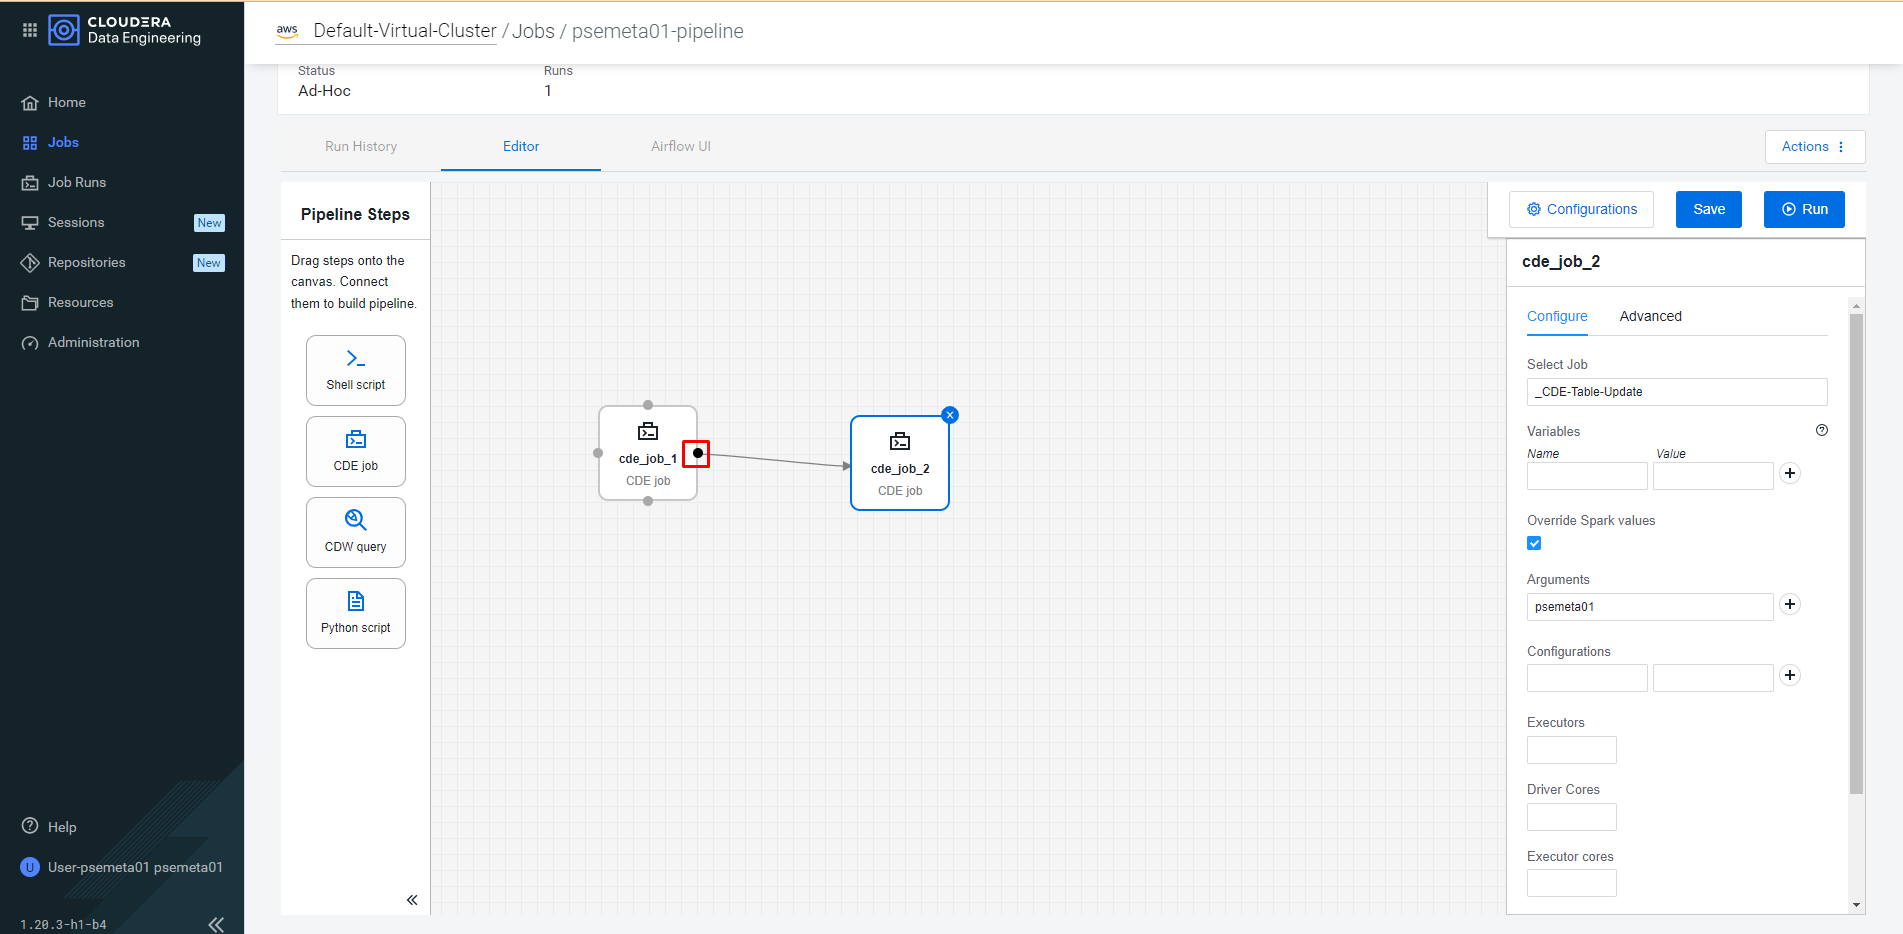 CLOUDERA
Data Engineering
aws
Default-Virtual-Cluster / Jobs / psemeta01-pipeline
Home
Jobs
Job Runs
Sessions
New
Repositories
New
Resources
Administration
Help
U
User-psemeta01 psemeta01
1.20.3-h1-b4
Status
Runs
Ad-Hoc
1
Run History
Editor
Airflow UI
Actions
Pipeline Steps
Drag steps onto the
canvas. Connect
them to build pipeline.
Shell script
CDE job
CDW query
Python script
cde_job_1
CDE job
cde_job_2
CDE job
Configurations
Save
Run
cde_job_2
Configure
Advanced
Select Job
_CDE-Table-Update
Variables
Name
Value
Override Spark values
Arguments
psemeta01
Configurations
Executors
Driver Cores
Executor cores